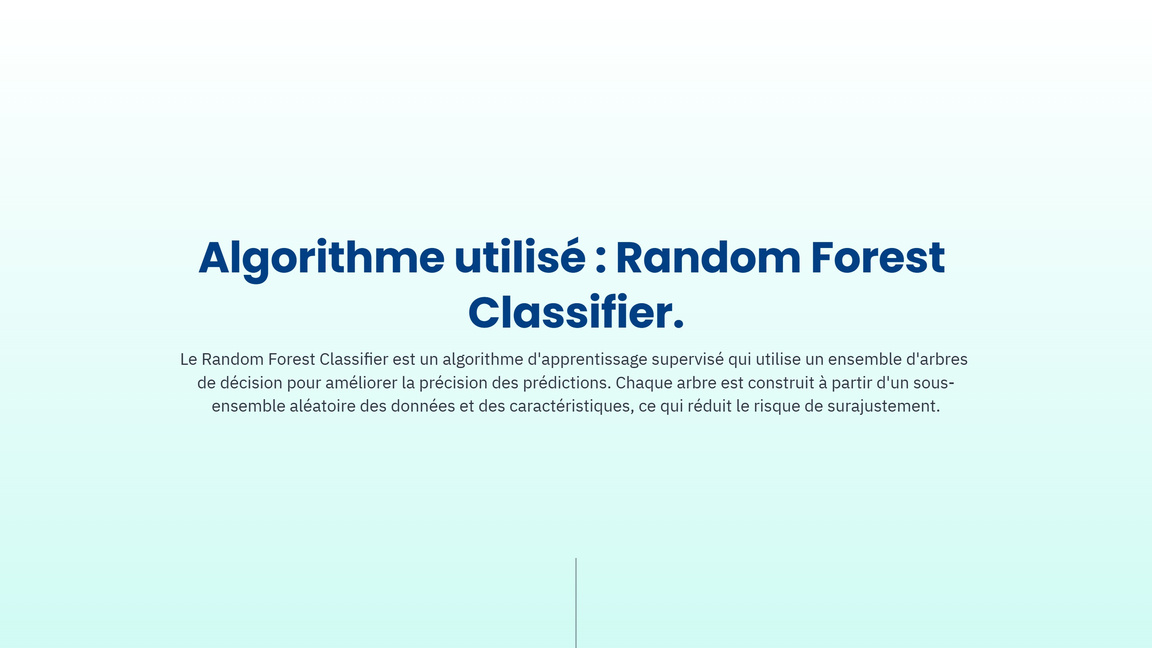 Algorithme utilisé : Random Forest
Classifier.
Le Random Forest Classifier est un algorithme d'apprentissage supervisé qui utilise un ensemble d'arbres
de décision pour améliorer la précision des prédictions. Chaque arbre est construit à partir d'un sous-
ensemble aléatoire des données et des caractéristiques, ce qui réduit le risque de surajustement.